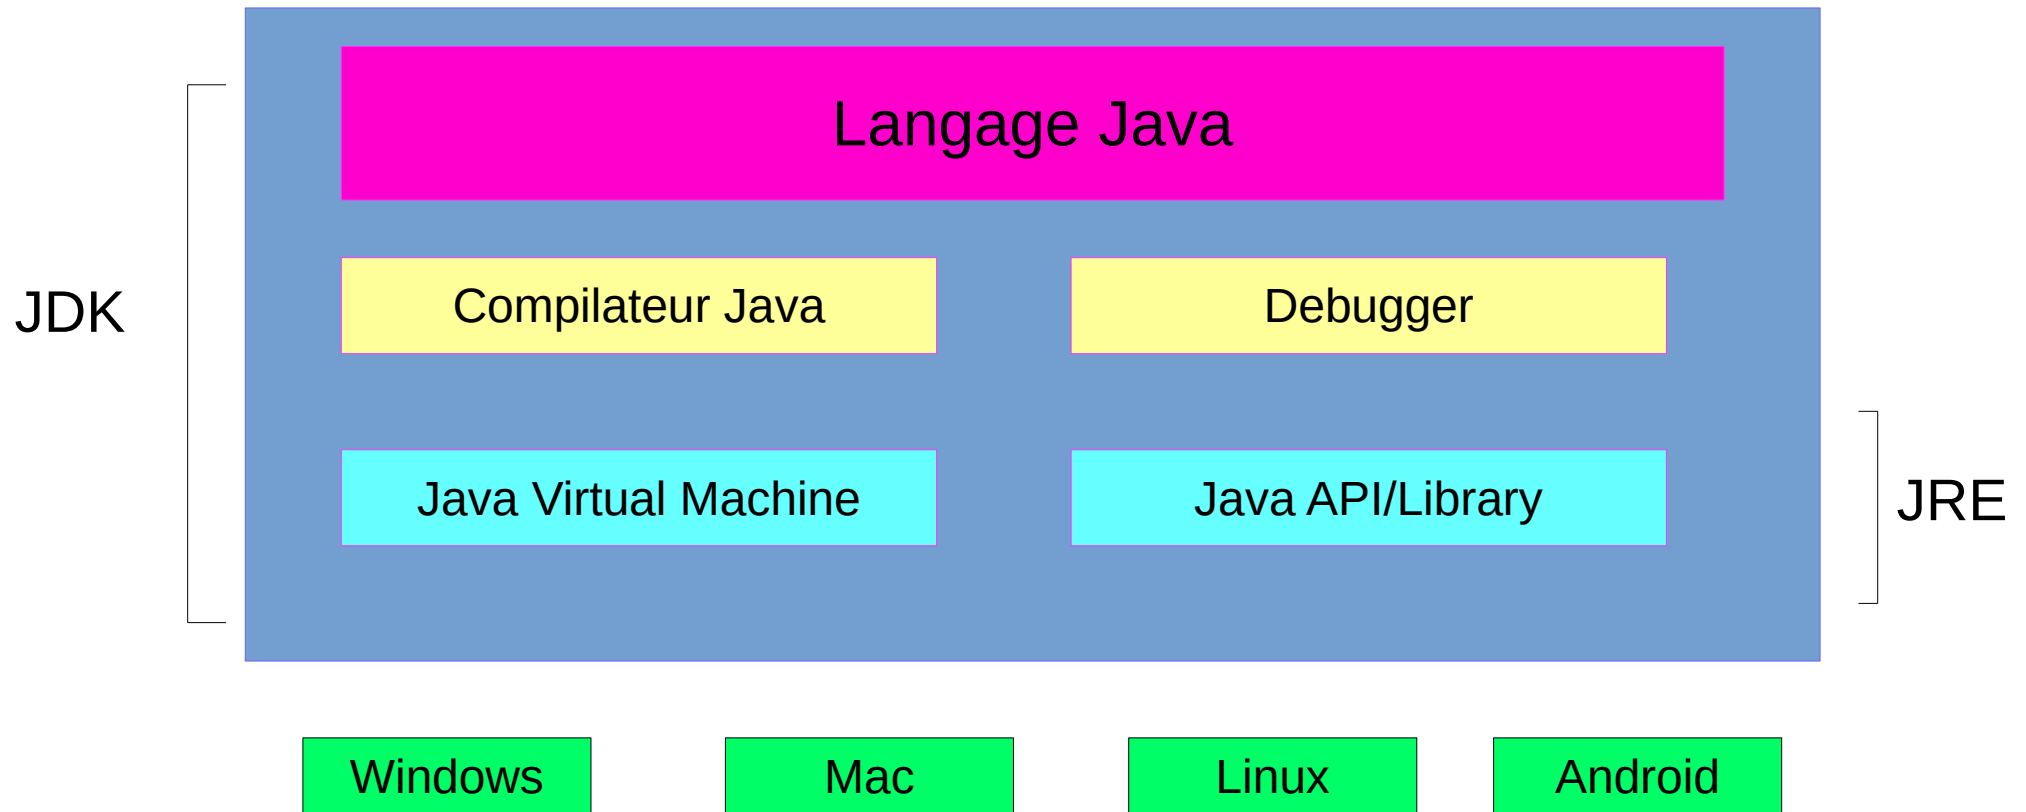 Langage Java
JDK
Compilateur Java
Debugger
Java Virtual Machine
Java API/Library
JRE
Windows
Mac
Linux
Android